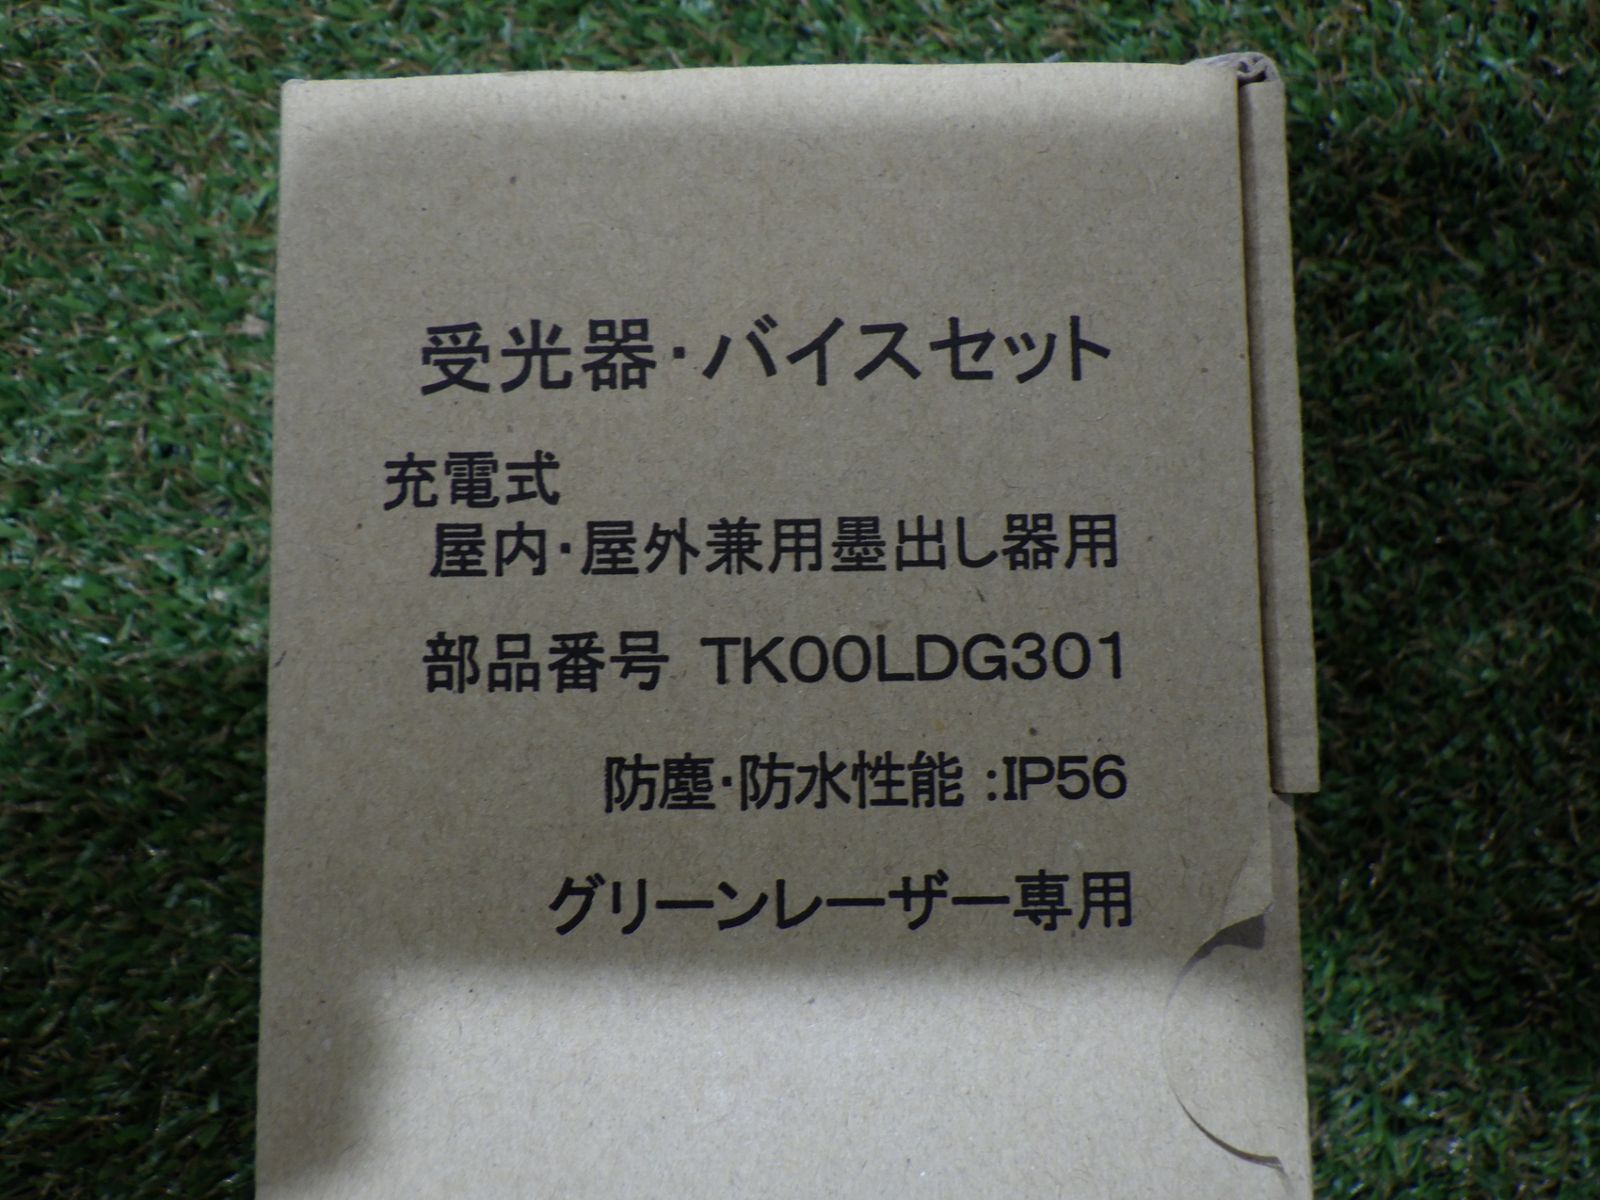 受光器・バイスセット
充電式
屋内・屋外兼用墨出し器用
部品番号 TK00LDG301
防塵・防水性能:IP56
グリーンレーザー専用